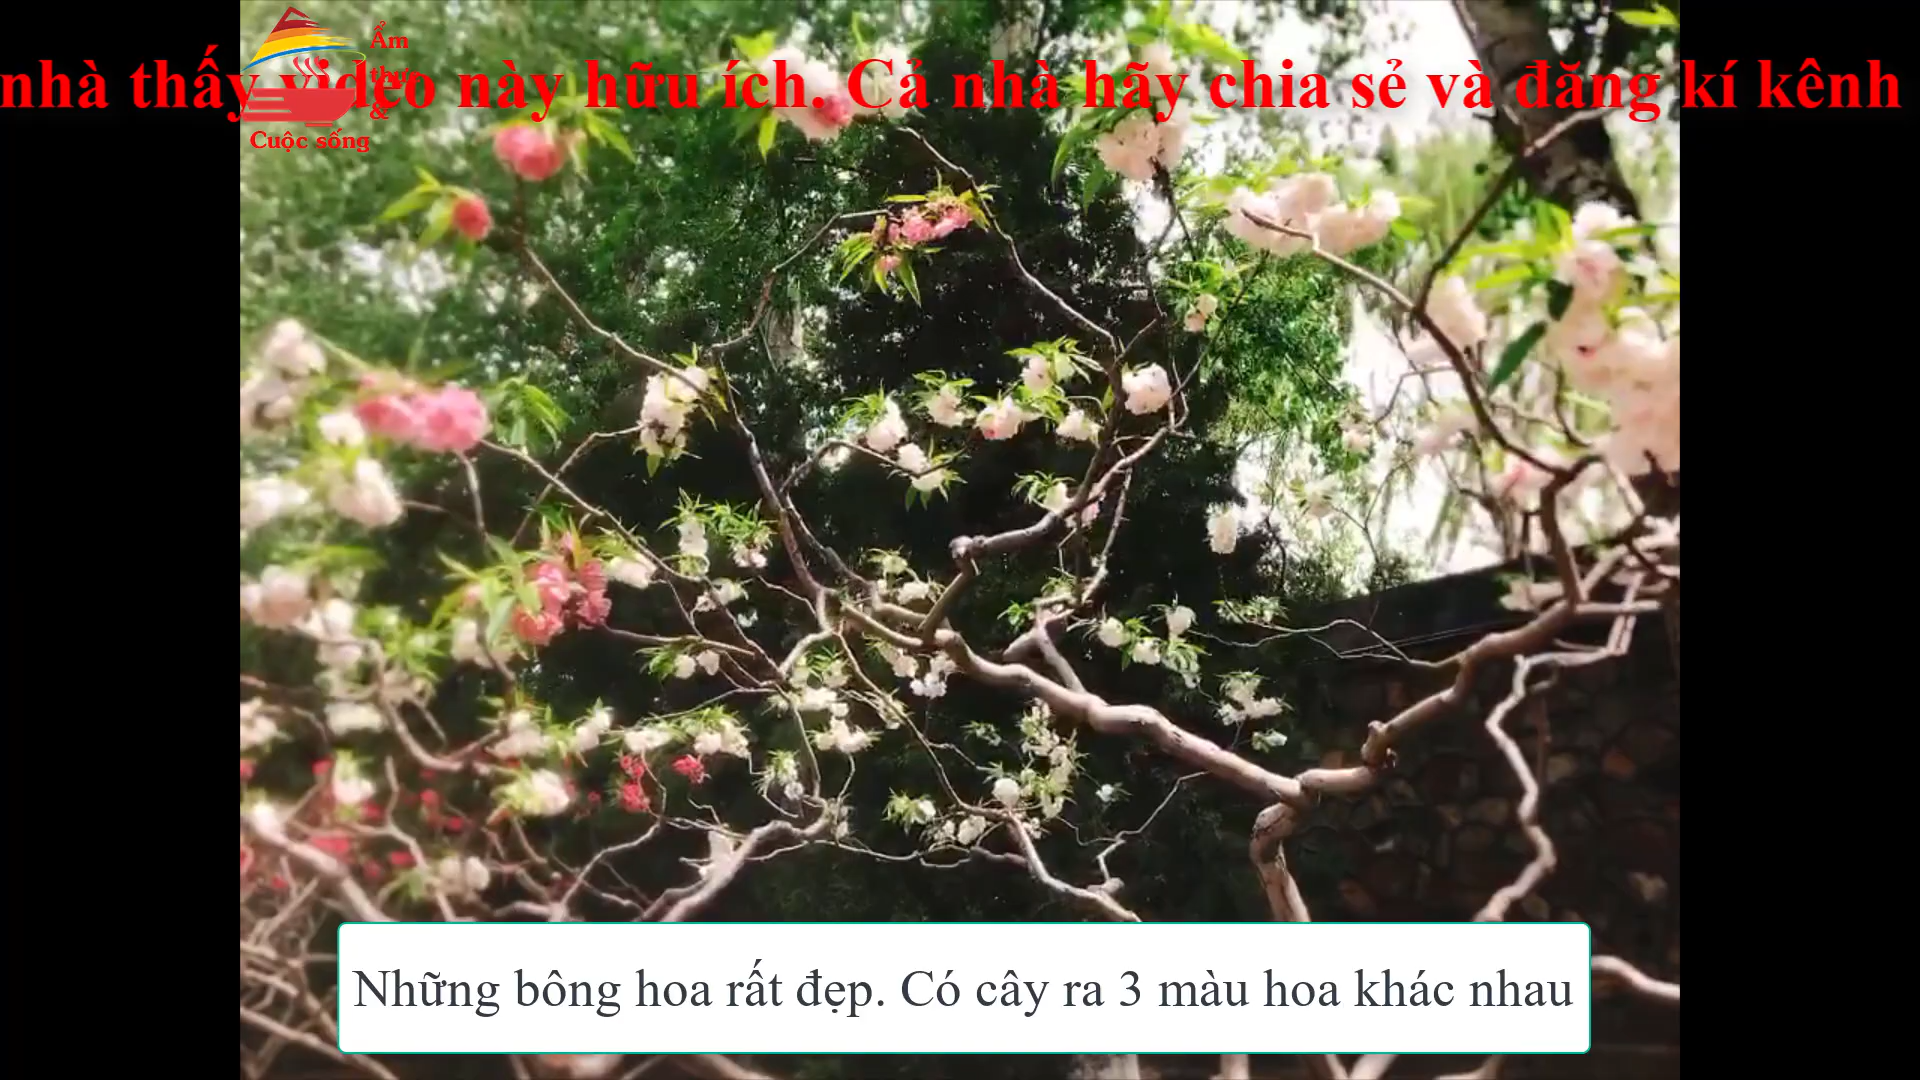 Ẩm
thực
&
Cuộc sống
nhà thấy video này hữu ích. Cả nhà hãy chia sẻ và đăng kí kênh
Những bông hoa rất đẹp. Có cây ra 3 màu hoa khác nhau